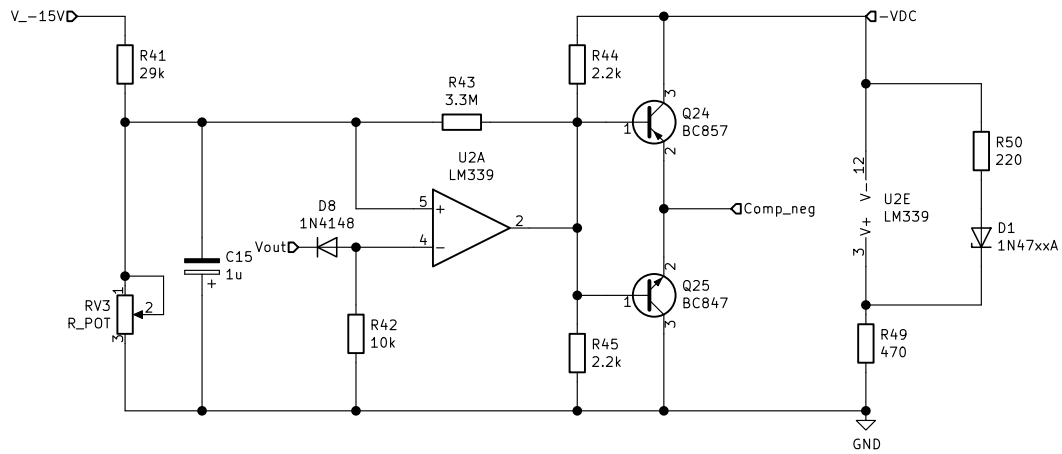 V_-15V
-VDC
R41
29k
R44
2.2k
R43
3.3M
3
Q24
BC857
1
2
R50
220
12
V-
U2E
LM339
V+
3
U2A
LM339
5
+
2
4
-
D8
1N4148
Vout
Comp_neg
D1
1N47xxA
C15
1u
+
2
Q25
BC847
1
3
RV3
R_POT
1
2
3
R42
10k
R45
2.2k
R49
470
GND